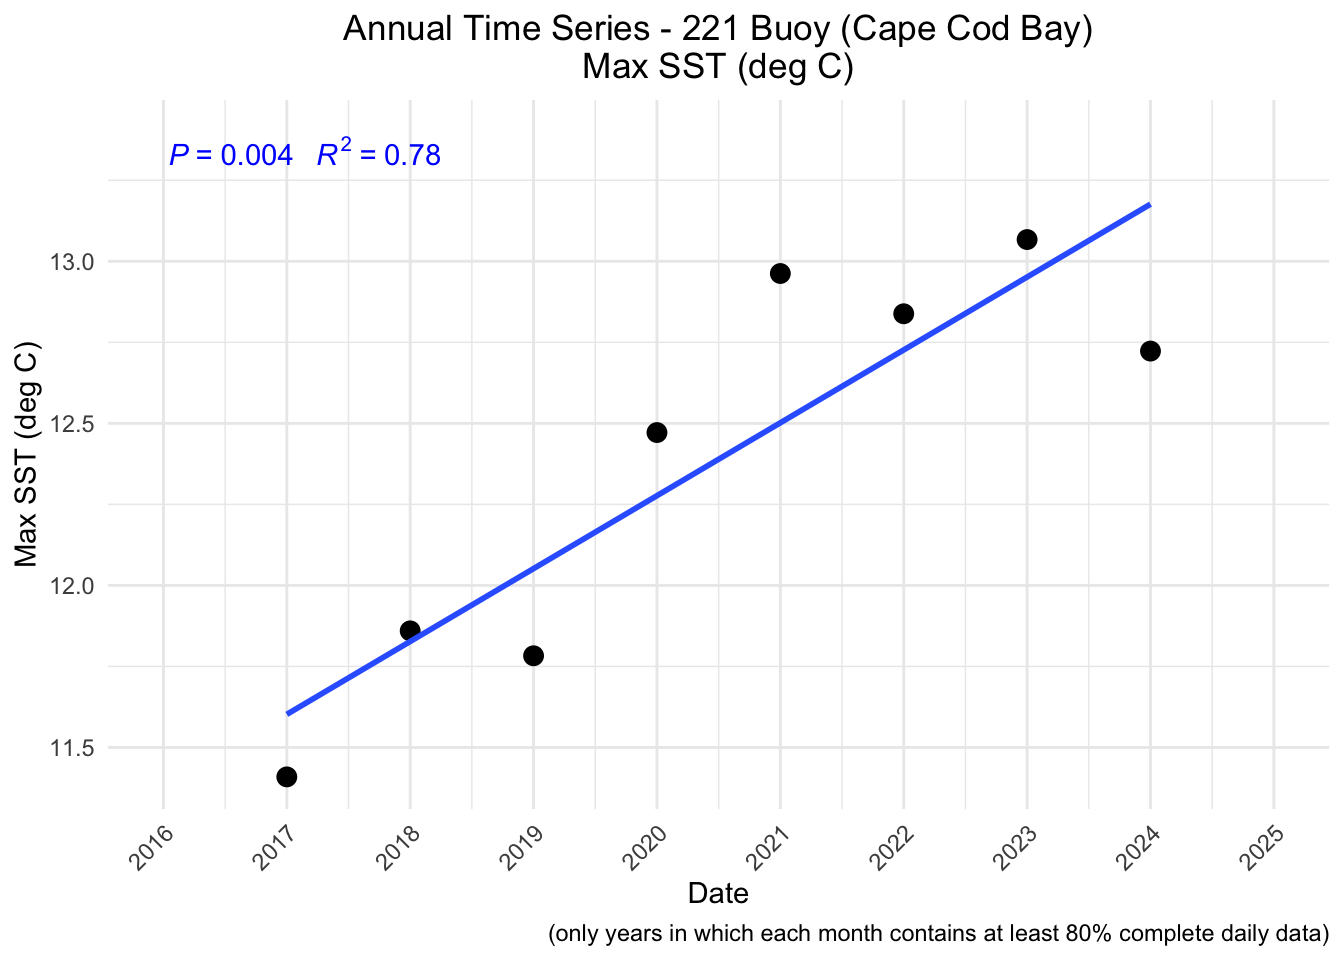 Annual Time Series - 221 Buoy (Cape Cod Bay)
Max SST (deg C)
P = 0.004 R² = 0.78
Max SST (deg C)
13.0
12.5
12.0
11.5
2016
2017
2018
2019
2020
2021
2022
2023
2024
2025
Date
(only years in which each month contains at least 80% complete daily data)